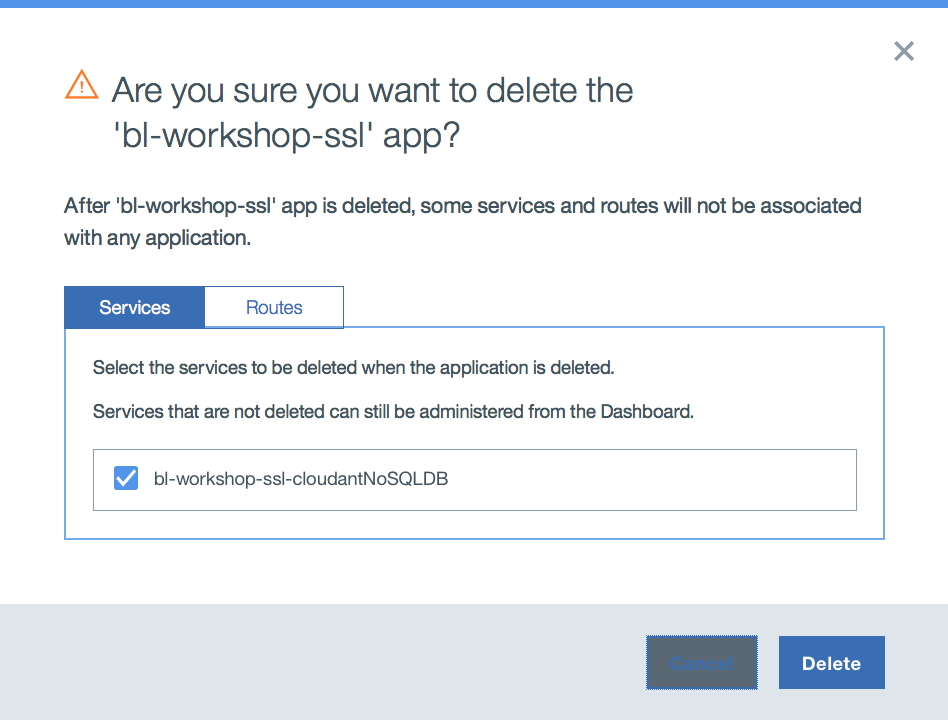 Are you sure you want to delete the
'bl-workshop-ssl' app?
After 'bl-workshop-ssl' app is deleted, some services and routes will not be associated
with any application.
Services
Routes
Select the services to be deleted when the application is deleted.
Services that are not deleted can still be administered from the Dashboard.
bl-workshop-ssl-cloudantNoSQLDB
Cancel
Delete